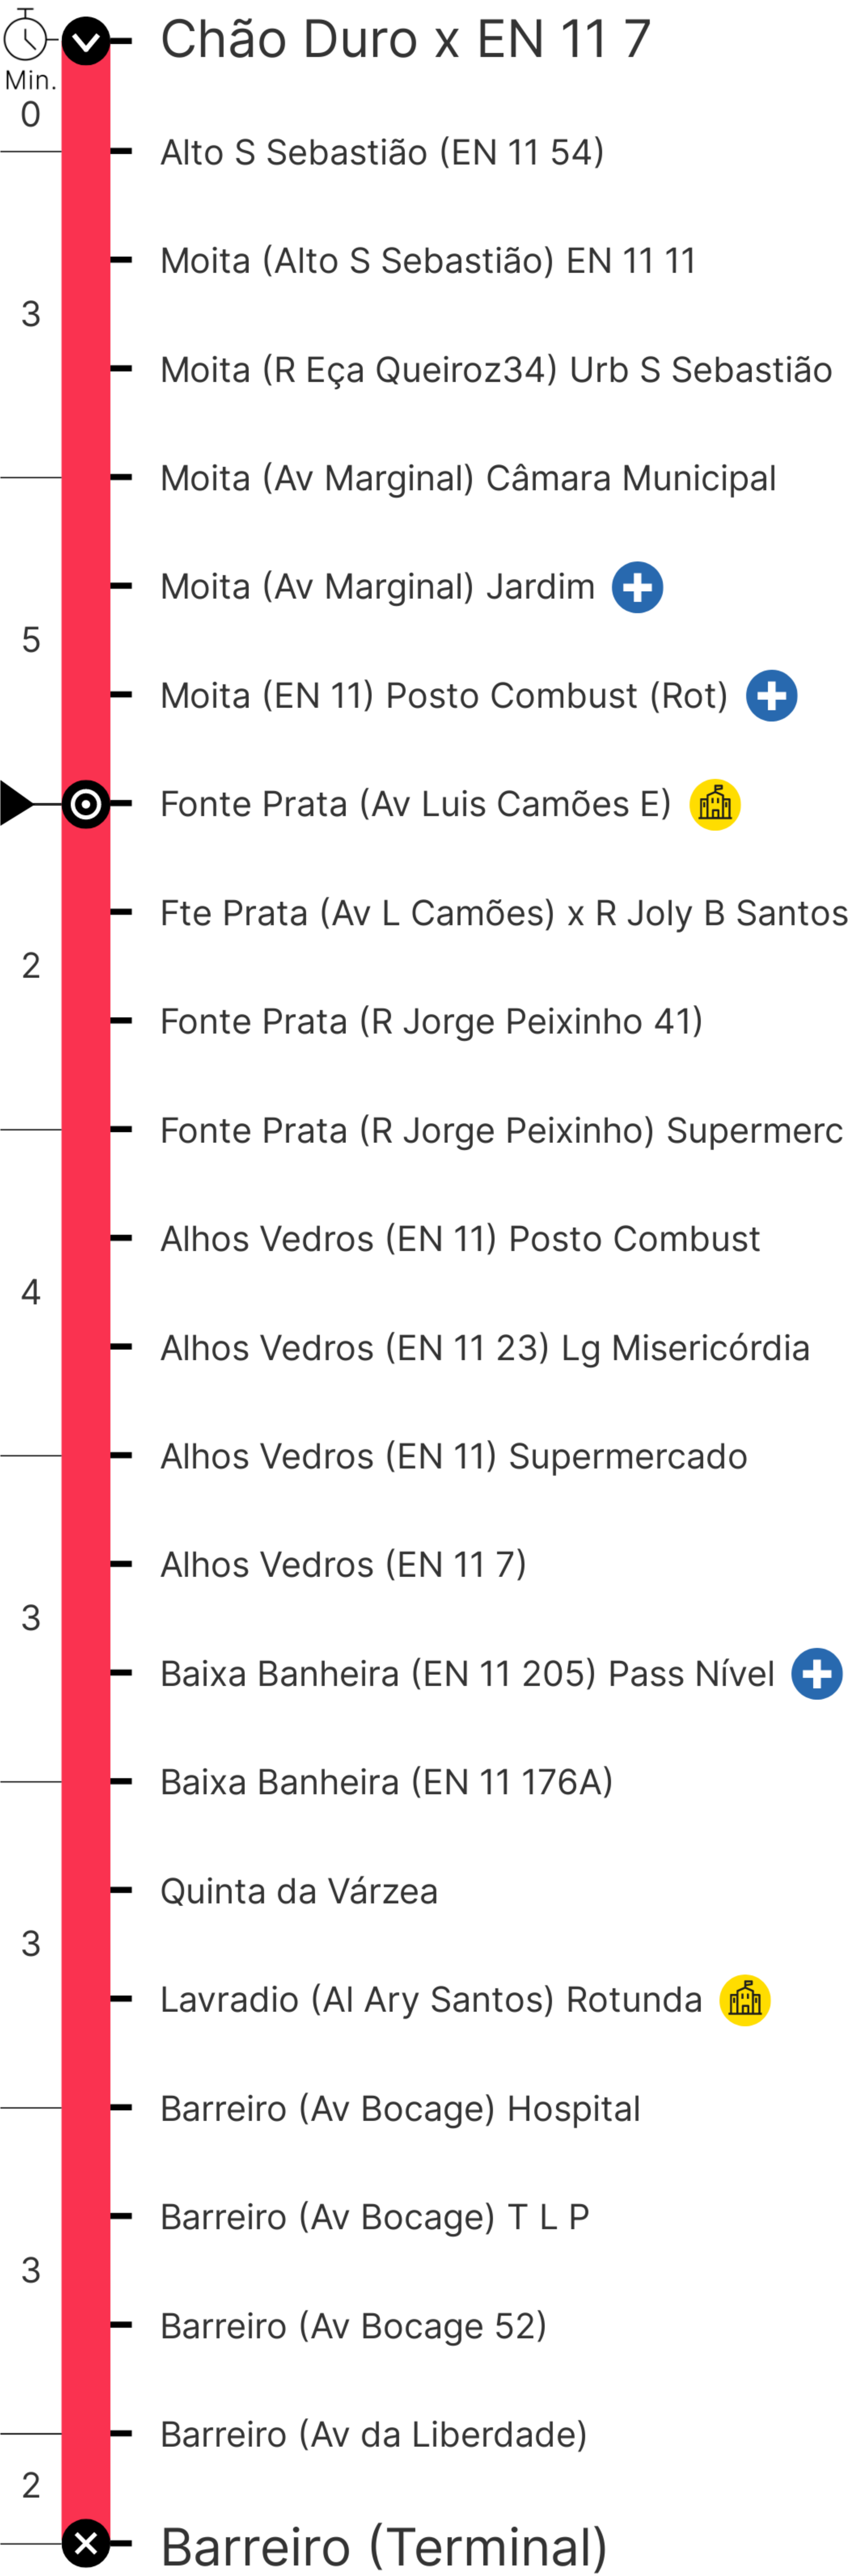 Chão Duro x EN 11 7
Min.
0
Alto S Sebastião (EN 11 54)
Moita (Alto S Sebastião) EN 11 11
3
Moita (R Eça Queiroz34) Urb S Sebastião
Moita (Av Marginal) Câmara Municipal
Moita (Av Marginal) Jardim
5
Moita (EN 11) Posto Combust (Rot)
Fonte Prata (Av Luis Camões E)
Fte Prata (Av L Camões) x R Joly B Santos
2
Fonte Prata (R Jorge Peixinho 41)
Fonte Prata (R Jorge Peixinho) Supermerc
Alhos Vedros (EN 11) Posto Combust
4
Alhos Vedros (EN 11 23) Lg Misericórdia
Alhos Vedros (EN 11) Supermercado
Alhos Vedros (EN 11 7)
3
Baixa Banheira (EN 11 205) Pass Nível
Baixa Banheira (EN 11 176A)
Quinta da Várzea
3
Lavradio (Al Ary Santos) Rotunda
Barreiro (Av Bocage) Hospital
Barreiro (Av Bocage) T L P
3
Barreiro (Av Bocage 52)
Barreiro (Av da Liberdade)
2
Barreiro (Terminal)